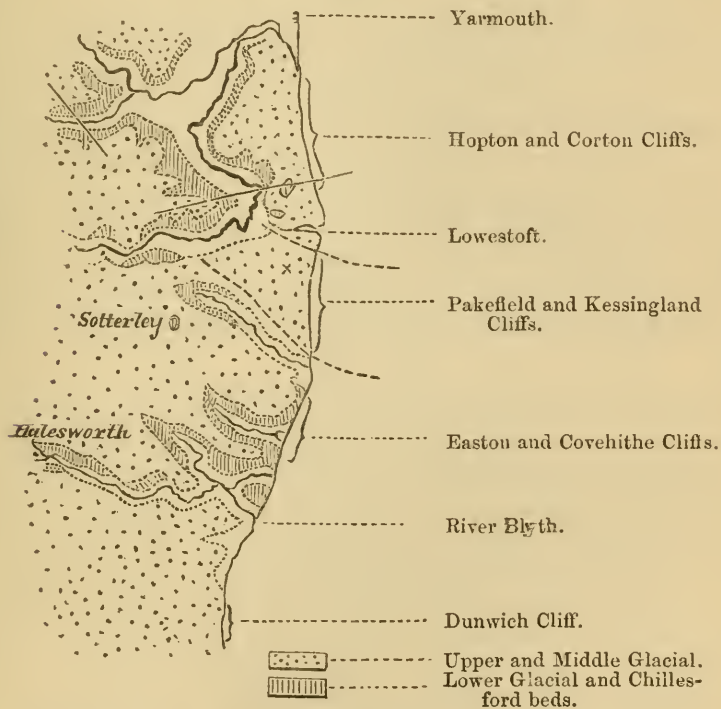 Yarmouth.
Hopton and Corton Cliffs.
Lowestoft.
Pakefield and Kessingland
Cliffs.
Sotterley
Halesworth
Easton and Covehithe Cliffs.
River Blyth.
Dunwich Cliff.
Upper and Middle Glacial.
Lower Glacial and Chilles-
ford beds.